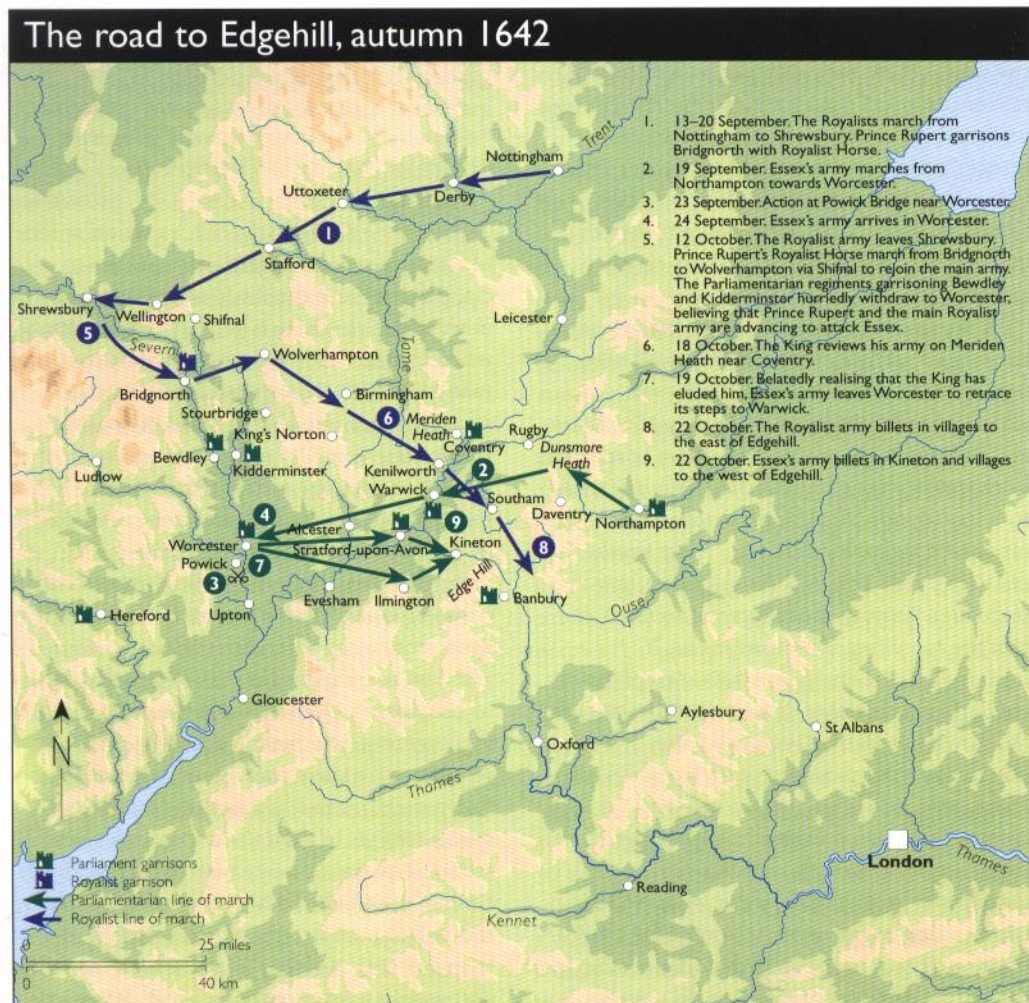 The road to Edgehill, autumn 1642
1. 13–20 September. The Royalists march from
Nottingham to Shrewsbury. Prince Rupert garrisons
Bridgnorth with Royalist Horse.
2. 19 September. Essex's army marches from
Northampton towards Worcester.
3. 23 September. Action at Powick Bridge near Worcester.
4. 24 September. Essex's army arrives in Worcester.
5. 12 October. The Royalist army leaves Shrewsbury.
Prince Rupert's Royalist Horse march from Bridgnorth
to Wolverhampton via Shifnal to rejoin the main army.
The Parliamentarian regiments garrisoning Bewdley
and Kidderminstor hurriedly withdraw to Worcester,
believing that Prince Rupert and the main Royalist
army are advancing to attack Essex.
6. 18 October. The King reviews his army on Meriden
Heath near Coventry.
7. 19 October. Belatedly realising that the King has
eluded him, Essex's army leaves Worcester to retrace
its steps to Warwick.
8. 22 October. The Royalist army billets in villages to
the east of Edgehill.
9. 22 October. Essex's army billets in Kineton and villages
to the west of Edgehill.
Trent
Nottingham
Derby
Uttoxeter
1
Stafford
Shrewsbury
Wellington
Shifnal
Leicester
5
Severn
Tame
Wolverhampton
Bridgnorth
Birmingham
Stourbridge
6
Meriden
Heath
Coventry
Rugby
King's Norton
Dunsmore
Heath
Bewdley
Kidderminster
Ludlow
Kenilworth
2
Warwick
Southam
Daventry
Northampton
4
Alcester
9
Worcester
Stratford-upon-Avon
Kineton
8
Powick
7
3
Edge Hill
Upton
Evesham
Ilmington
Banbury
Ouse
Hereford
Gloucester
N
Aylesbury
St Albans
Oxford
Thames
London
Thames
Reading
Kennet
Parliament garrisons
Royalist garrison
Parliamentarian line of march
Royalist line of march
0 25 miles
0 40 km